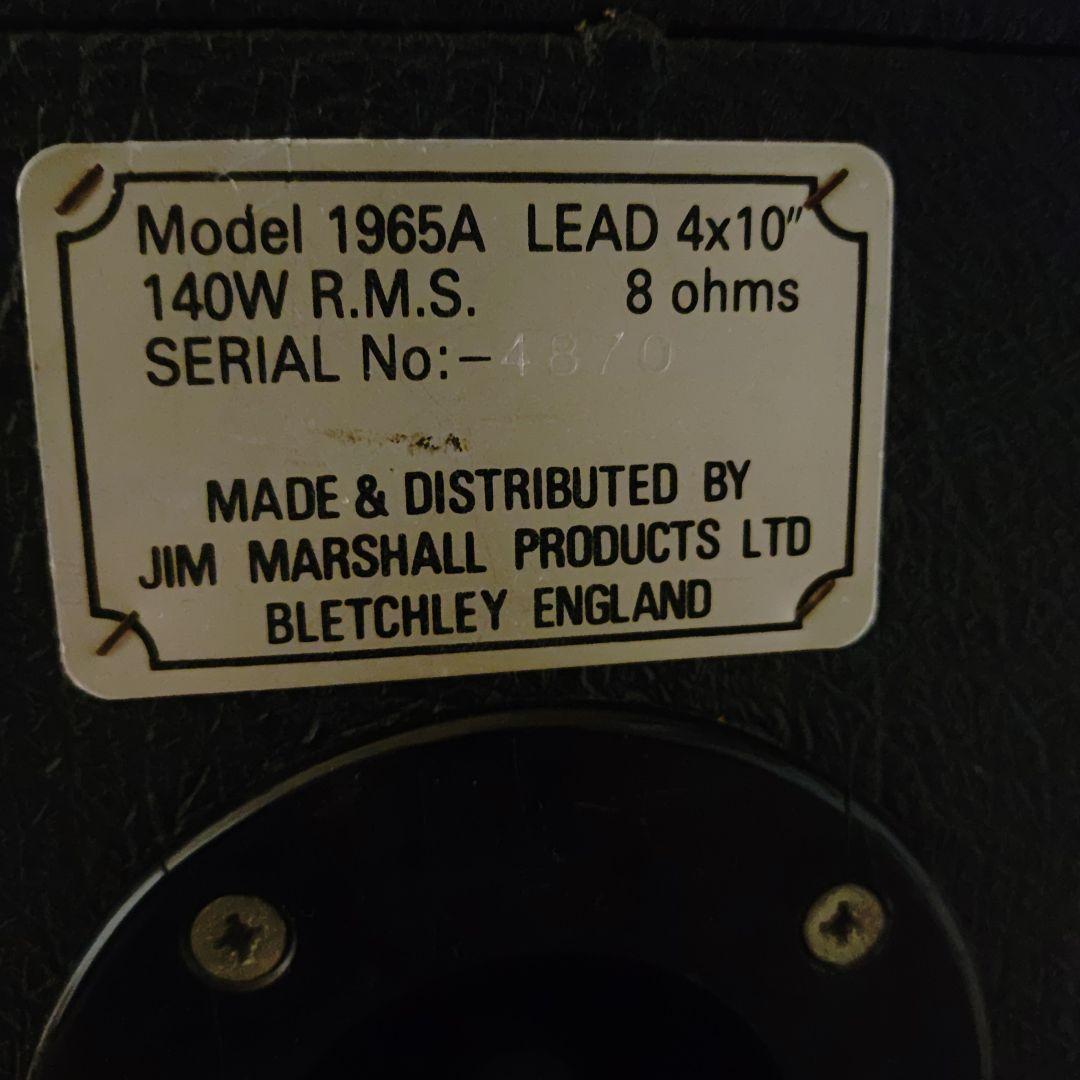 Model 1965A LEAD 4x10"
140W R.M.S. 8 ohms
SERIAL No:-4870
MADE & DISTRIBUTED BY
JIM MARSHALL PRODUCTS LTD
BLETCHLEY ENGLAND